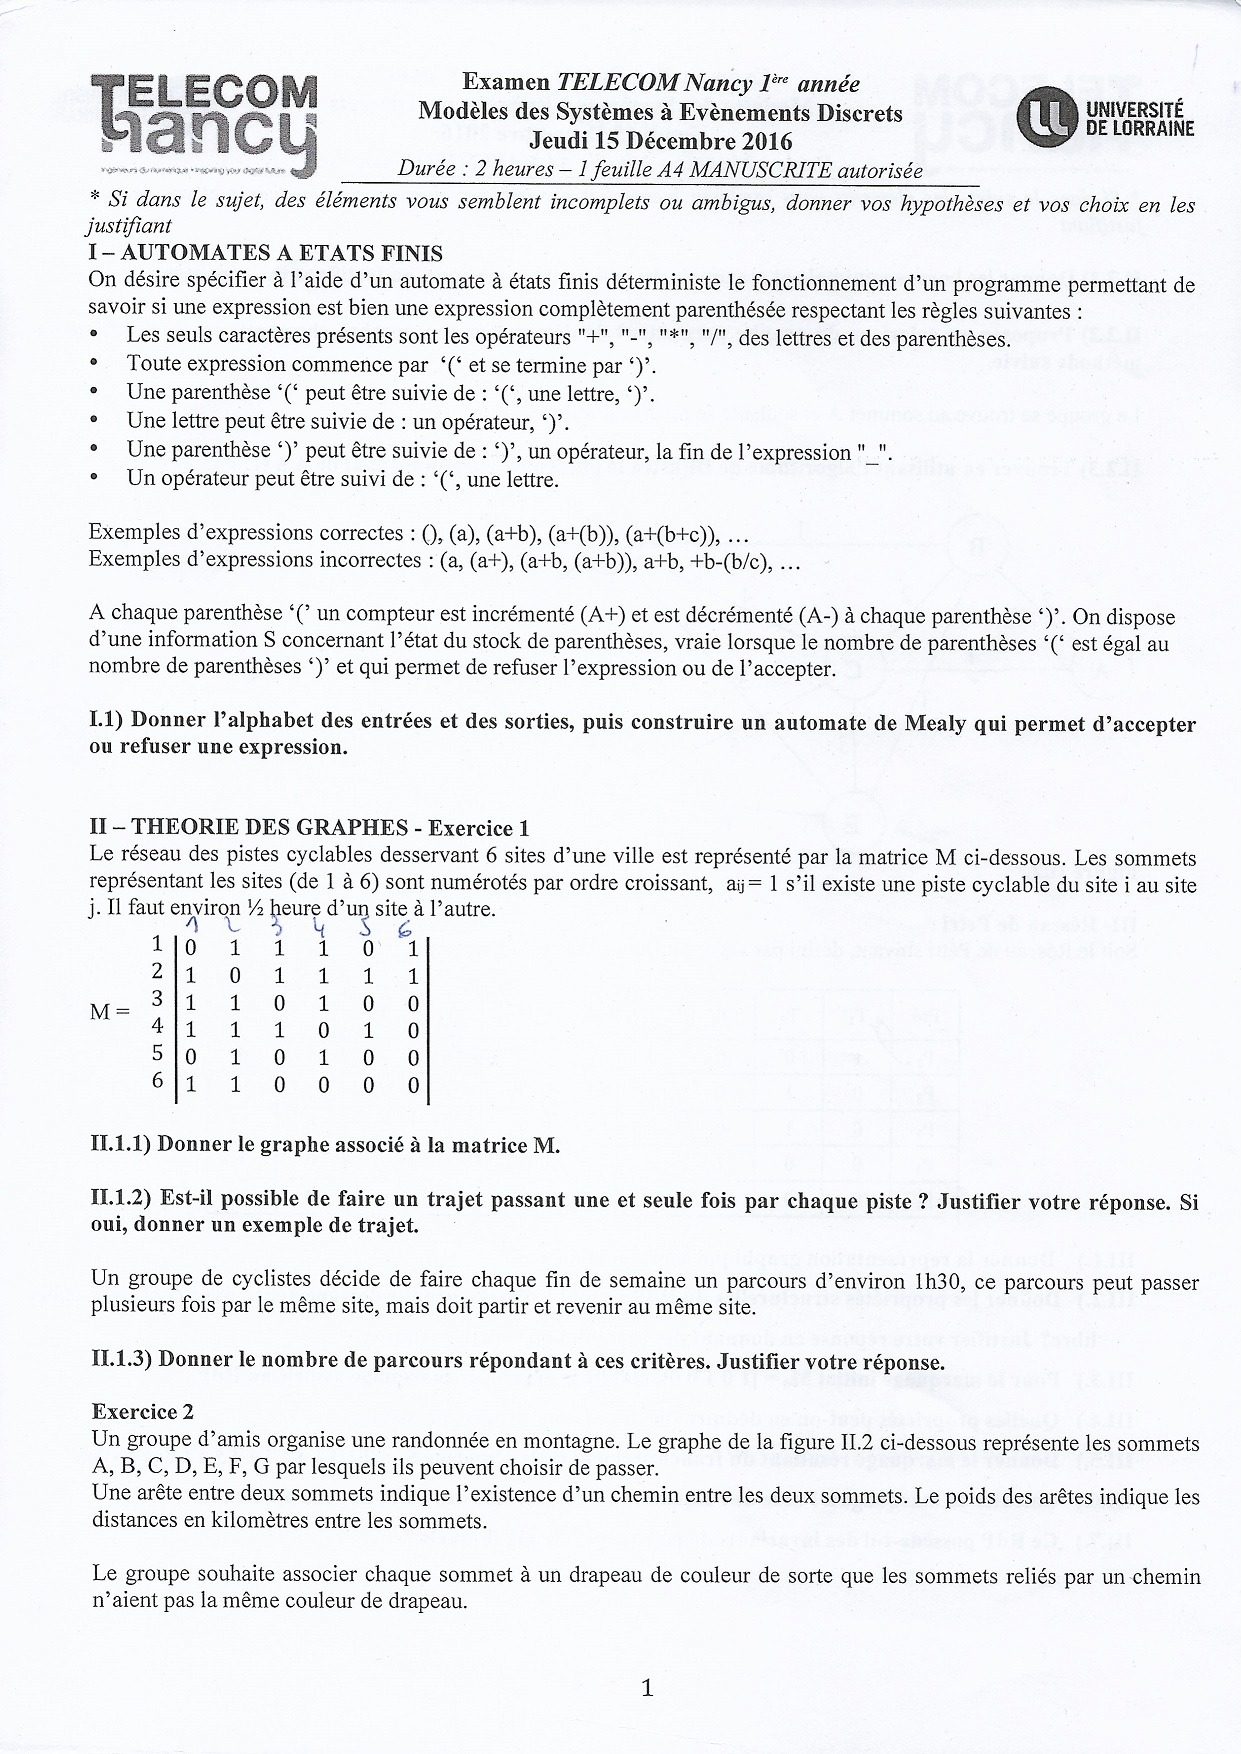 TELECOM
nancy
Ingénieurs du numérique • Inspiring your digital future
Examen TELECOM Nancy 1ère année
Modèles des Systèmes à Evènements Discrets
Jeudi 15 Décembre 2016
Durée : 2 heures – 1 feuille A4 MANUSCRITE autorisée
UNIVERSITÉ
DE LORRAINE
* Si dans le sujet, des éléments vous semblent incomplets ou ambigus, donner vos hypothèses et vos choix en les
justifiant
I – AUTOMATES A ETATS FINIS
On désire spécifier à l'aide d'un automate à états finis déterministe le fonctionnement d'un programme permettant de
savoir si une expression est bien une expression complètement parenthésée respectant les règles suivantes :
• Les seuls caractères présents sont les opérateurs "+", "-", "*", "/", des lettres et des parenthèses.
• Toute expression commence par '(' et se termine par ')'.
• Une parenthèse '(' peut être suivie de : '(', une lettre, ')'.
• Une lettre peut être suivie de : un opérateur, ')'.
• Une parenthèse ')' peut être suivie de : ')', un opérateur, la fin de l'expression "_".
• Un opérateur peut être suivi de : '(', une lettre.
Exemples d'expressions correctes : (), (a), (a+b), (a+(b)), (a+(b+c)), …
Exemples d'expressions incorrectes : (a, (a+), (a+b, (a+b)), a+b, +b-(b/c), …
A chaque parenthèse '(' un compteur est incrémenté (A+) et est décrémenté (A-) à chaque parenthèse ')'. On dispose
d'une information S concernant l'état du stock de parenthèses, vraie lorsque le nombre de parenthèses '(' est égal au
nombre de parenthèses ')' et qui permet de refuser l'expression ou de l'accepter.
I.1) Donner l'alphabet des entrées et des sorties, puis construire un automate de Mealy qui permet d'accepter
ou refuser une expression.
II – THEORIE DES GRAPHES - Exercice 1
Le réseau des pistes cyclables desservant 6 sites d'une ville est représenté par la matrice M ci-dessous. Les sommets
représentant les sites (de 1 à 6) sont numérotés par ordre croissant, aij = 1 s'il existe une piste cyclable du site i au site
j. Il faut environ ½ heure d'un site à l'autre.
1 2 3 4 5 6
1 0 1 1 1 0 1
2 1 0 1 1 1 1
3 1 1 0 1 0 0
M =
4 1 1 1 0 1 0
5 0 1 0 1 0 0
6 1 1 0 0 0 0
II.1.1) Donner le graphe associé à la matrice M.
II.1.2) Est-il possible de faire un trajet passant une et seule fois par chaque piste ? Justifier votre réponse. Si
oui, donner un exemple de trajet.
Un groupe de cyclistes décide de faire chaque fin de semaine un parcours d'environ 1h30, ce parcours peut passer
plusieurs fois par le même site, mais doit partir et revenir au même site.
II.1.3) Donner le nombre de parcours répondant à ces critères. Justifier votre réponse.
Exercice 2
Un groupe d'amis organise une randonnée en montagne. Le graphe de la figure II.2 ci-dessous représente les sommets
A, B, C, D, E, F, G par lesquels ils peuvent choisir de passer.
Une arête entre deux sommets indique l'existence d'un chemin entre les deux sommets. Le poids des arêtes indique les
distances en kilomètres entre les sommets.
Le groupe souhaite associer chaque sommet à un drapeau de couleur de sorte que les sommets reliés par un chemin
n'aient pas la même couleur de drapeau.
1